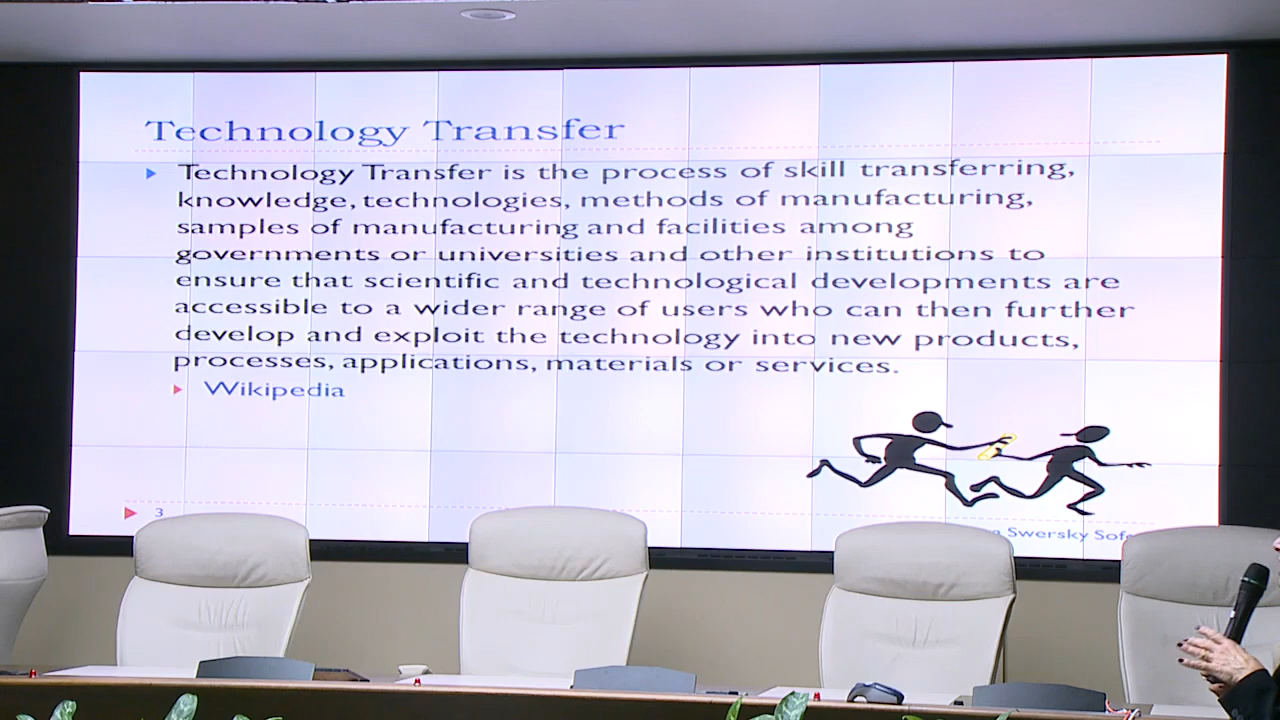 Technology Transfer
Technology Transfer is the process of skill transferring,
knowledge, technologies, methods of manufacturing,
samples of manufacturing and facilities among
governments or universities and other institutions to
ensure that scientific and technological developments are
accessible to a wider range of users who can then further
develop and exploit the technology into new products,
processes, applications, materials or services.
Wikipedia
3
Swersky